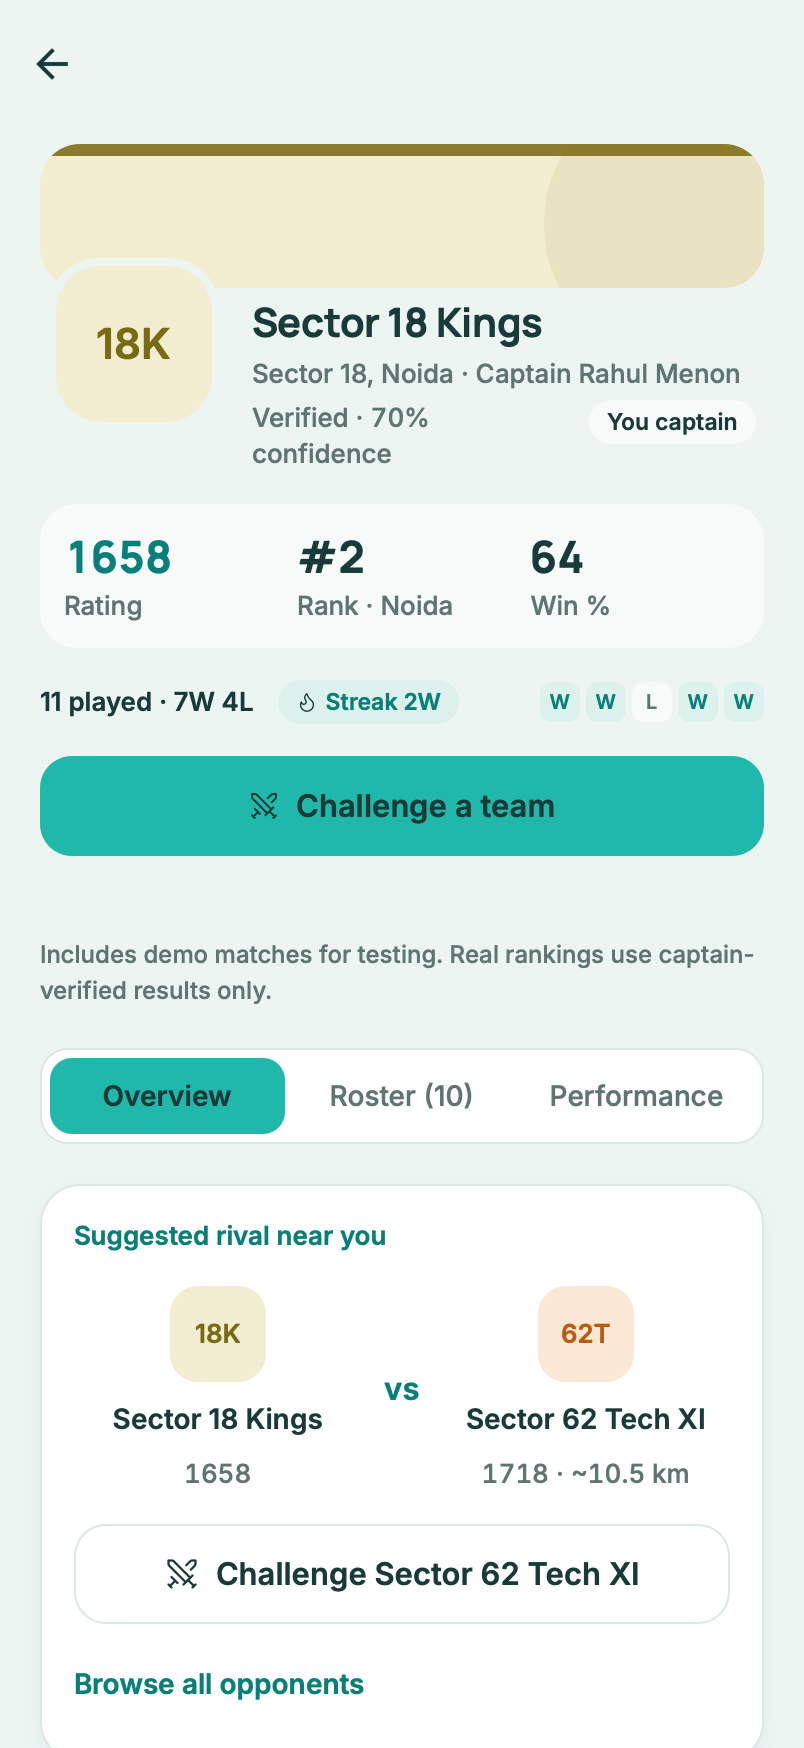 18K
Sector 18 Kings
Sector 18, Noida · Captain Rahul Menon
Verified · 70%
confidence
You captain
1658
Rating
#2
Rank · Noida
64
Win %
11 played · 7W 4L
Streak 2W
W W L W W
Challenge a team
Includes demo matches for testing. Real rankings use captain-
verified results only.
Overview
Roster (10)
Performance
Suggested rival near you
18K
Sector 18 Kings
1658
vs
62T
Sector 62 Tech XI
1718 · ~10.5 km
Challenge Sector 62 Tech XI
Browse all opponents